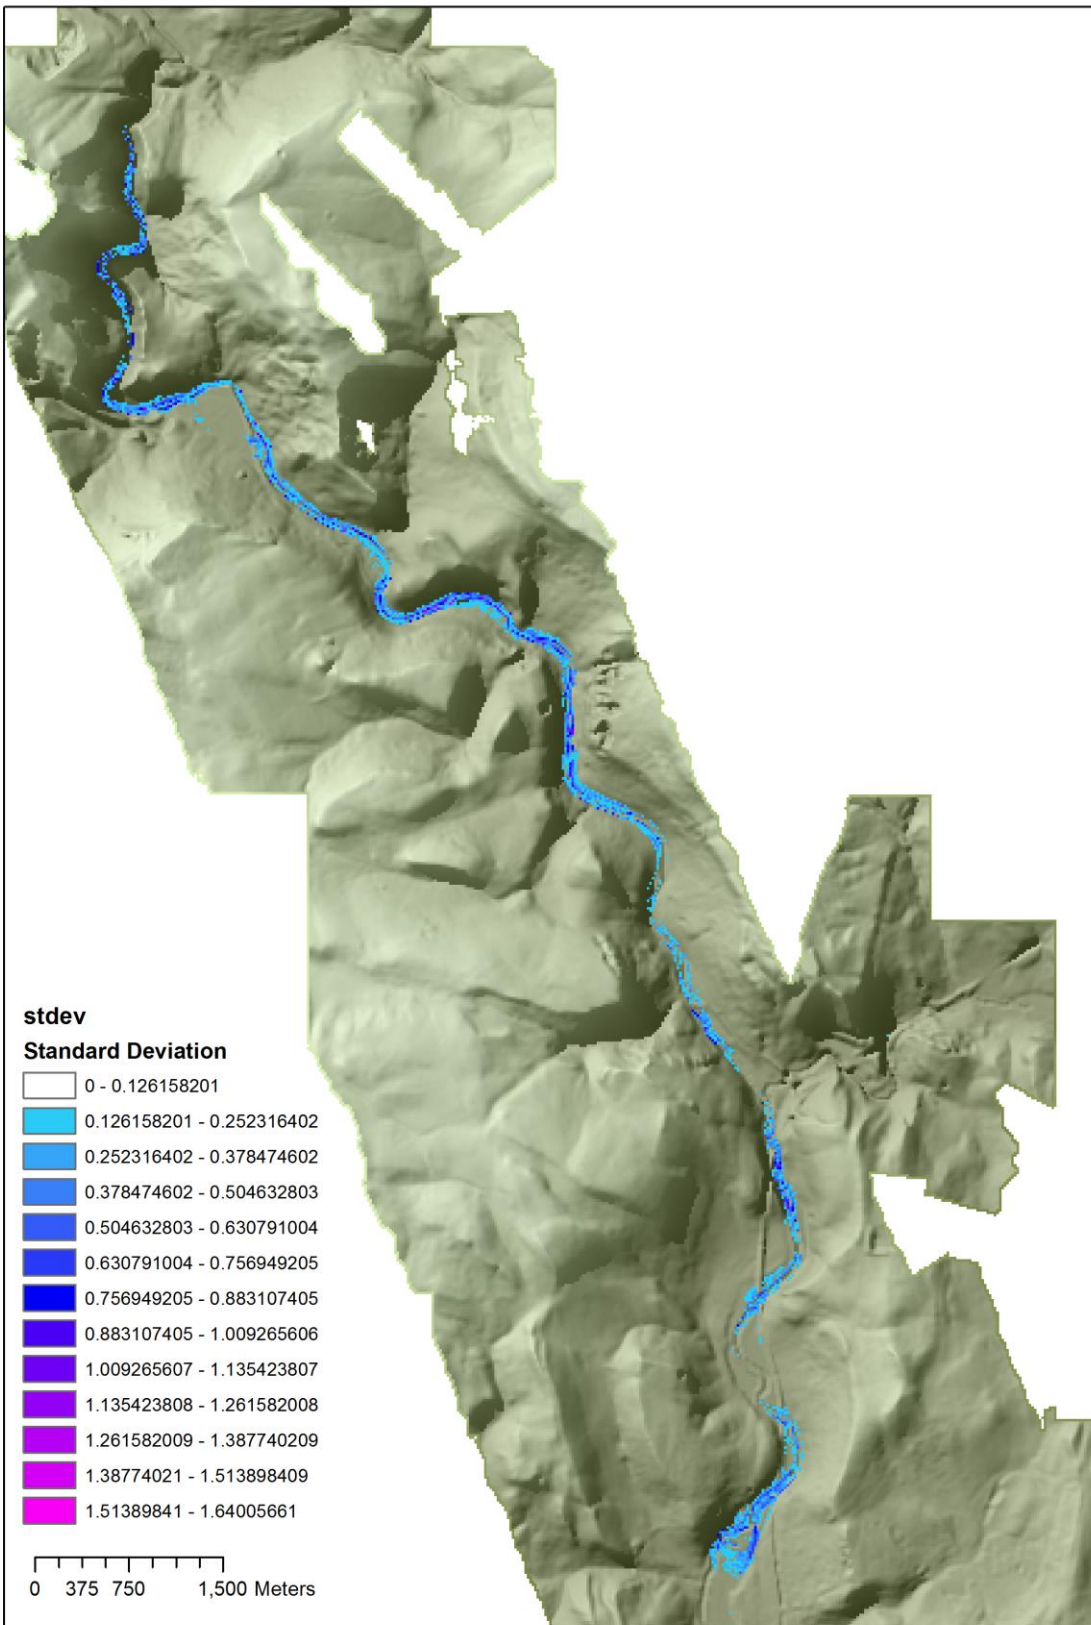 stdev
Standard Deviation
0 - 0.126158201
0.126158201 - 0.252316402
0.252316402 - 0.378474602
0.378474602 - 0.504632803
0.504632803 - 0.630791004
0.630791004 - 0.756949205
0.756949205 - 0.883107405
0.883107405 - 1.009265606
1.009265607 - 1.135423807
1.135423808 - 1.261582008
1.261582009 - 1.387740209
1.38774021 - 1.513898409
1.51389841 - 1.64005661
0 375 750 1,500 Meters